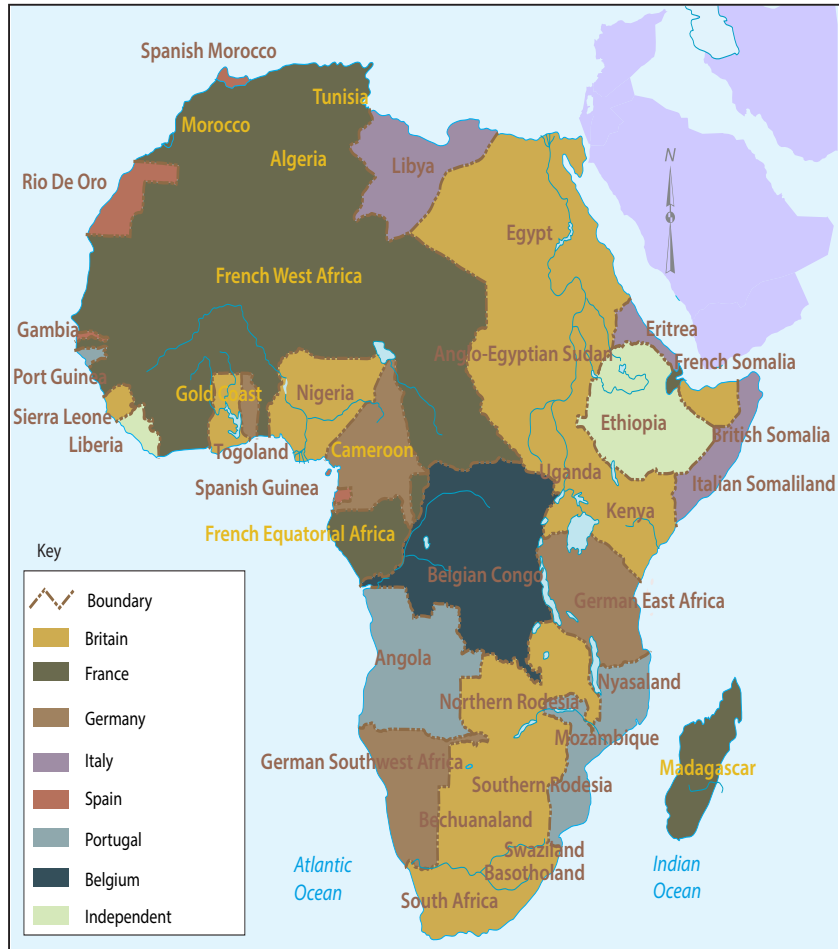 Spanish Morocco
Tunisia
Morocco
Algeria
Libya
Rio De Oro
N
Egypt
French West Africa
Gambia
Eritrea
Anglo-Egyptian Sudan
French Somalia
Port Guinea
Gold Coast
Nigeria
Sierra Leone
Ethiopia
Liberia
Togoland
Cameroon
British Somalia
Uganda
Spanish Guinea
Italian Somaliland
Kenya
French Equatorial Africa
Key
Belgian Congo
Boundary
German East Africa
Britain
Angola
France
Nyasaland
Northern Rodesia
Germany
Mozambique
German Southwest Africa
Italy
Madagascar
Southern Rodesia
Spain
Bechuanaland
Portugal
Swaziland
Atlantic
Ocean
Basotholand
Indian
Ocean
Belgium
South Africa
Independent